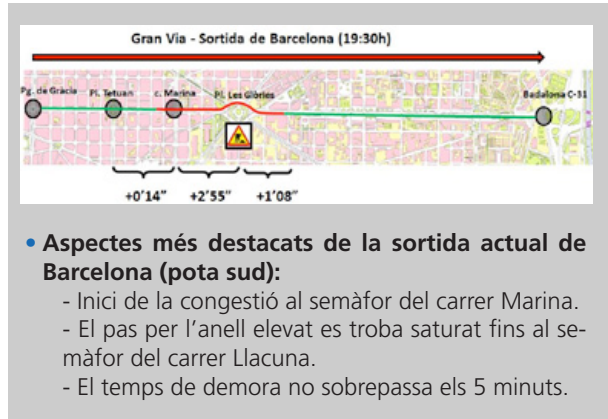 Gran Via - Sortida de Barcelona (19:30h)
Pg. de Gràcia Pl. Tetuan c. Marina Pl. Les Glòries Badalona C-31
+0'14" +2'55" +1'08"
• Aspectes més destacats de la sortida actual de
Barcelona (pota sud):
- Inici de la congestió al semàfor del carrer Marina.
- El pas per l'anell elevat es troba saturat fins al se-
màfor del carrer Llacuna.
- El temps de demora no sobrepassa els 5 minuts.